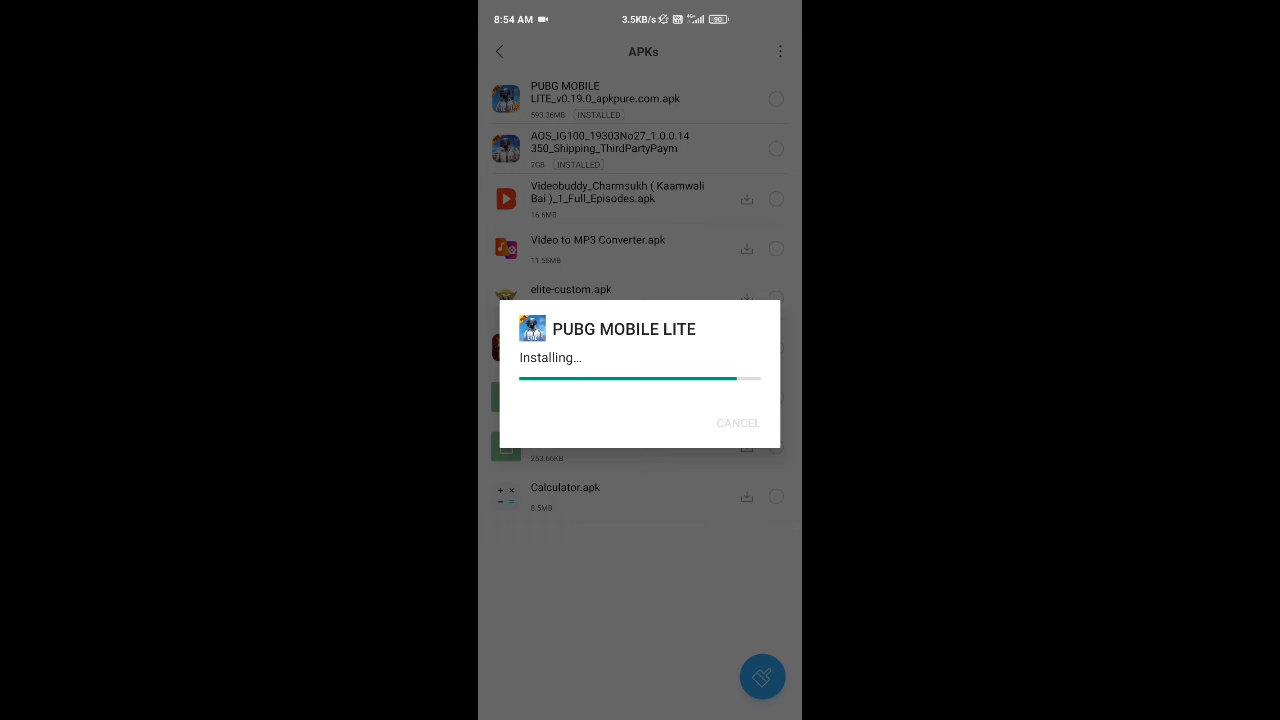 8:54 AM
3.5KB/s
4G+
90
APKs
PUBG MOBILE
LITE_v0.19.0_apkpure.com.apk
593.36MB INSTALLED
AOS_IG100_19303No27_1.0.0.14
350_Shipping_ThirdPartyPaym
2GB INSTALLED
Videobuddy_Charmsukh ( Kaamwali
Bai )_1_Full_Episodes.apk
16.6MB
Video to MP3 Converter.apk
11.55MB
elite-custom.apk
PUBG MOBILE LITE
Installing...
CANCEL
253.66KB
Calculator.apk
8.5MB